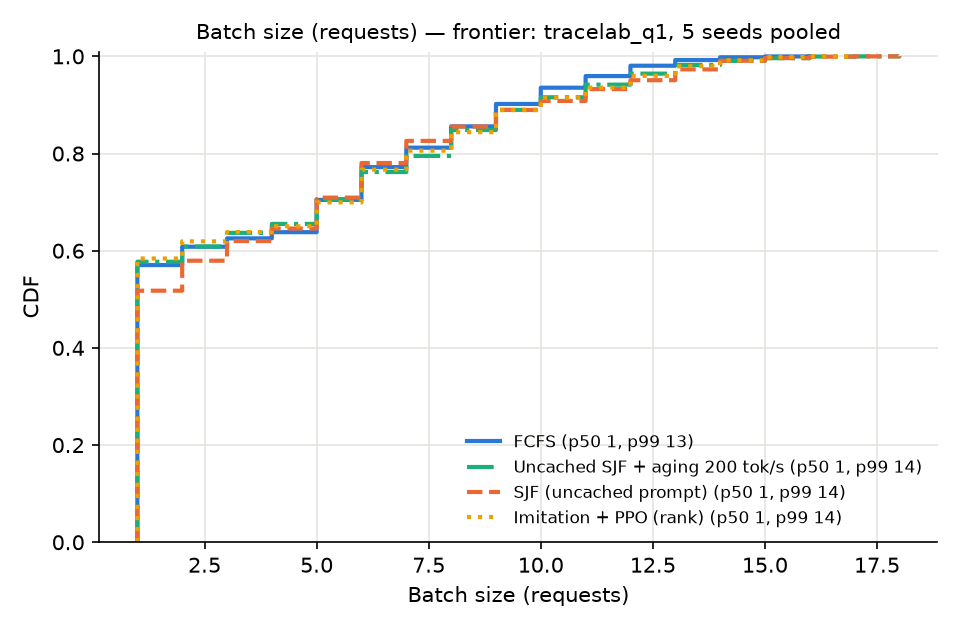 Batch size (requests) — frontier: tracelab_q1, 5 seeds pooled
1.0
0.8
0.6
0.4
0.2
0.0
CDF
FCFS (p50 1, p99 13)
Uncached SJF + aging 200 tok/s (p50 1, p99 14)
SJF (uncached prompt) (p50 1, p99 14)
Imitation + PPO (rank) (p50 1, p99 14)
2.5 5.0 7.5 10.0 12.5 15.0 17.5
Batch size (requests)